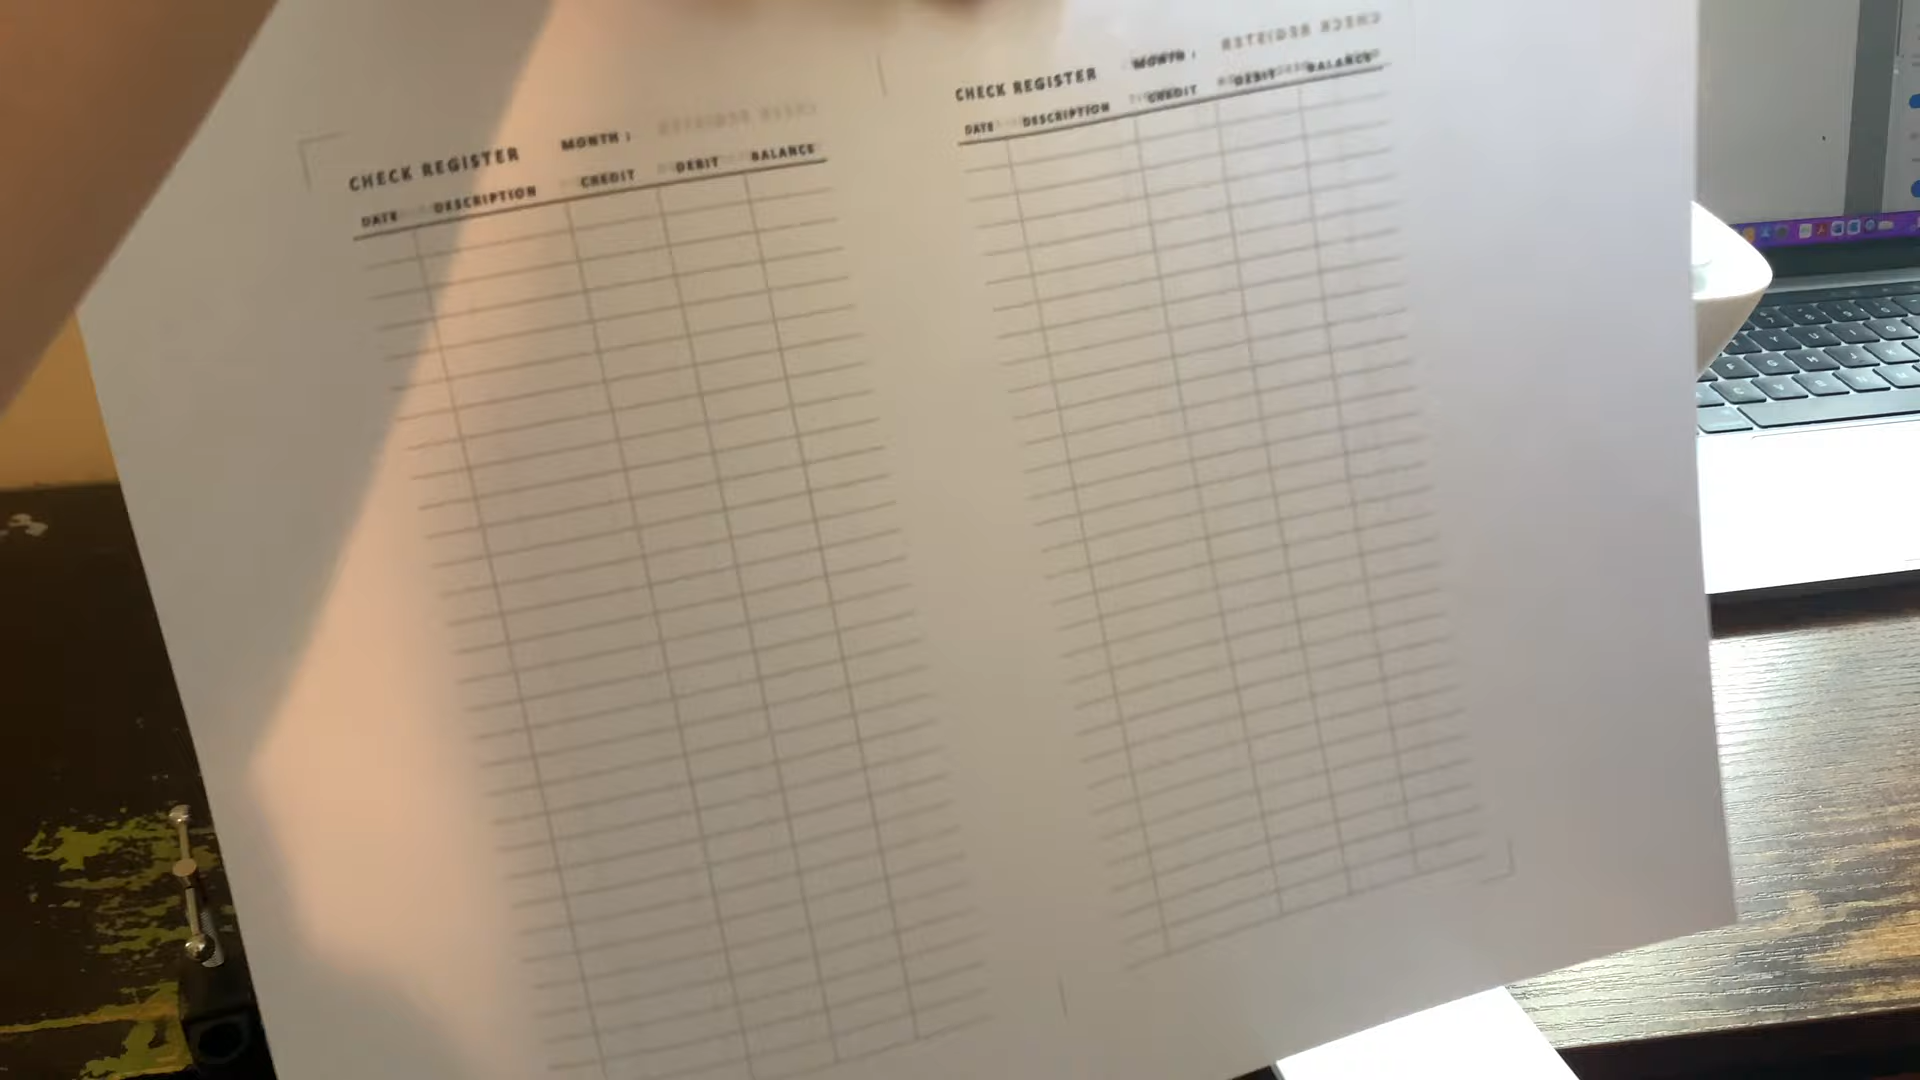 CHECK REGISTER MONTH :
DATE DESCRIPTION CREDIT DEBIT BALANCE
CHECK REGISTER MONTH :
DATE DESCRIPTION CREDIT DEBIT BALANCE